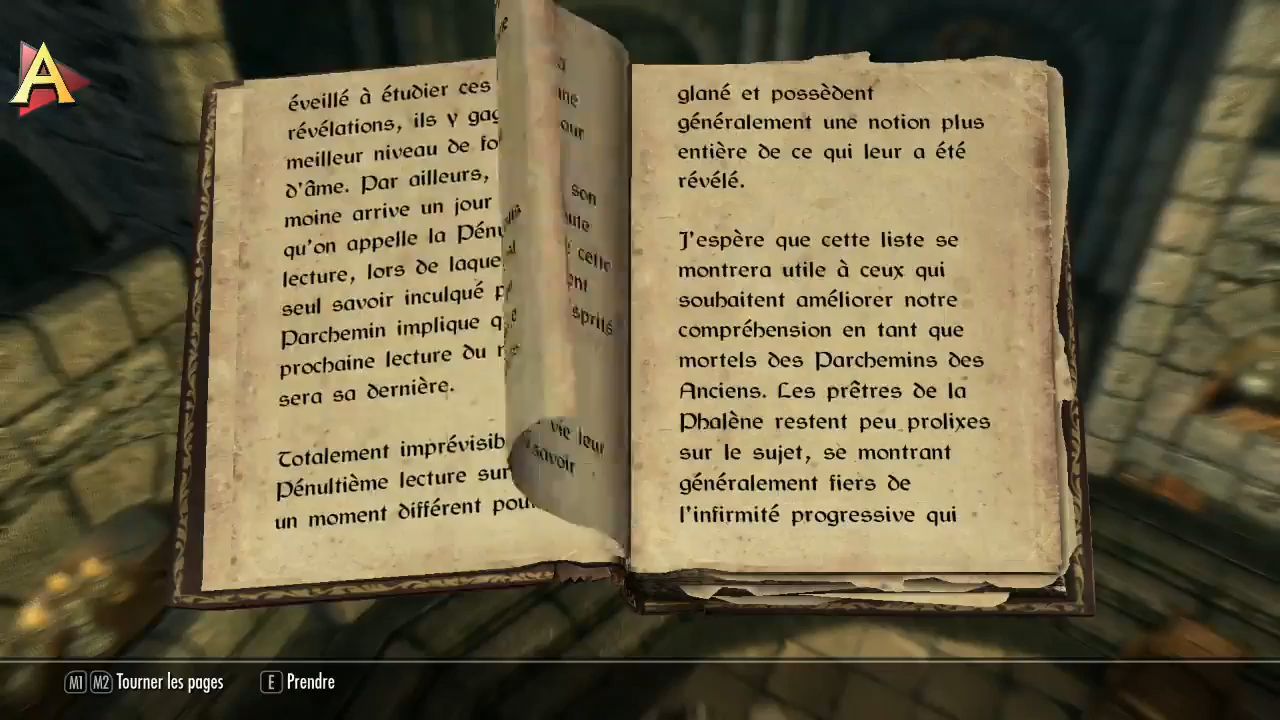 A
éveillé à étudier ces
révélations, ils y
meilleur niveau de
d'âme. Par ailleurs,
moine arrive un jour
qu'on appelle la
lecture, lors de
seul savoir inculqué
Parchemin implique
prochaine lecture du
sera sa dernière.
Totalement
Pénultième lecture
un moment différent
son
cette
vie leur
savoir
glané et possèdent
généralement une notion plus
entière de ce qui leur a été
révélé.
J'espère que cette liste se
montrera utile à ceux qui
souhaitent améliorer notre
compréhension en tant que
mortels des Parchemins des
Anciens. Les prêtres de la
Phalène restent peu prolixes
sur le sujet, se montrant
généralement fiers de
l'infirmité progressive qui
M1 M2 Tourner les pages E Prendre